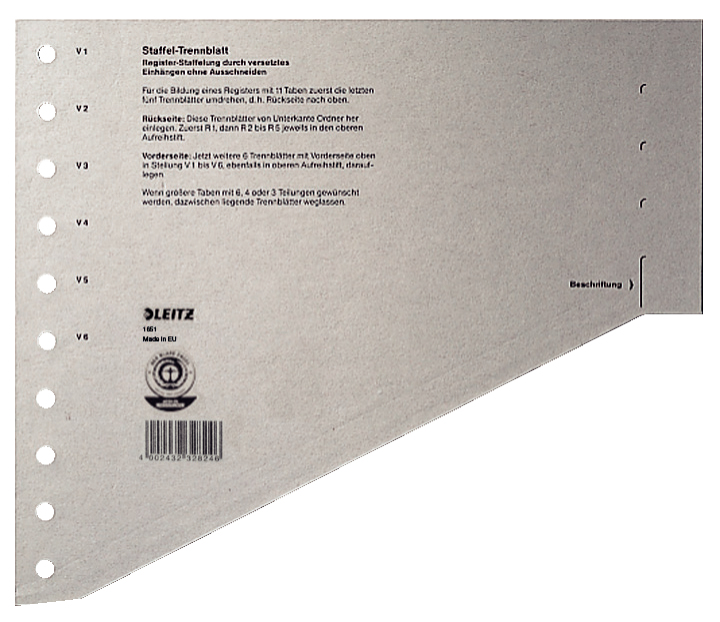 V 1
V 2
V 3
V 4
V 5
V 6
Staffel-Trennblatt
Register-Staffelung durch versetztes
Einhängen ohne Ausschneiden
Für die Bildung eines Registers mit 11 Taben zuerst die letzten
fünf Trennblätter umdrehen, d. h. Rückseite nach oben.
Rückseite: Diese Trennblätter von Unterkante Ordner her
einlegen. Zuerst R 1, dann R 2 bis R 5 jeweils in den oberen
Aufreihstift.
Vorderseite: Jetzt weitere 6 Trennblätter mit Vorderseite oben
in Stellung V 1 bis V 6, ebenfalls in oberen Aufreihstift, darauf-
legen.
Wenn größere Taben mit 6, 4 oder 3 Teilungen gewünscht
werden, dazwischen liegende Trennblätter weglassen.
Beschriftung
LEITZ
1651
Made in EU
4 002432 328246